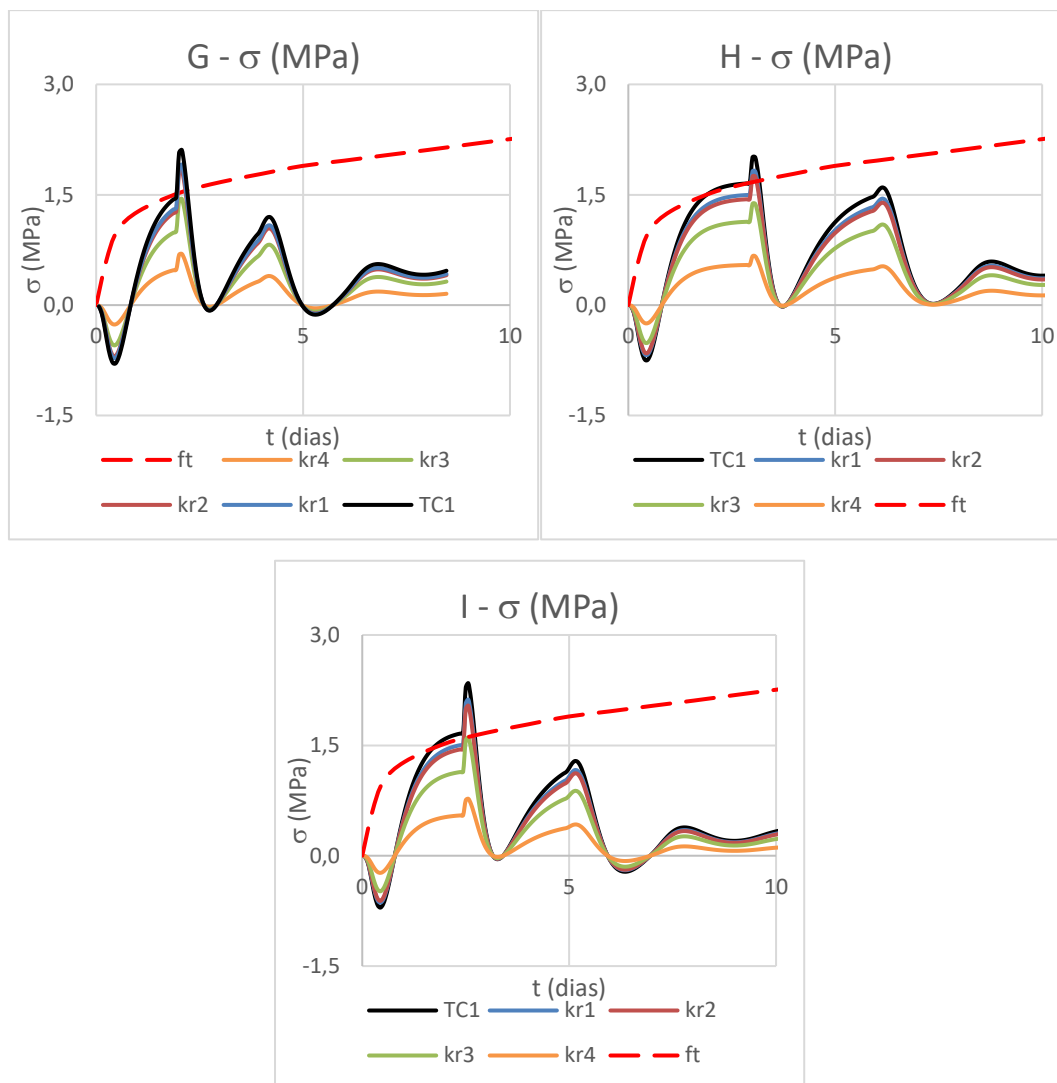 G - σ (MPa)
3,0
1,5
0,0
-1,5
σ (MPa)
0
5
10
t (dias)
ft
kr4
kr3
kr2
kr1
TC1
H - σ (MPa)
3,0
1,5
0,0
-1,5
σ (MPa)
0
5
10
t (dias)
TC1
kr1
kr2
kr3
kr4
ft
I - σ (MPa)
3,0
1,5
0,0
-1,5
σ (MPa)
0
5
10
t (dias)
TC1
kr1
kr2
kr3
kr4
ft